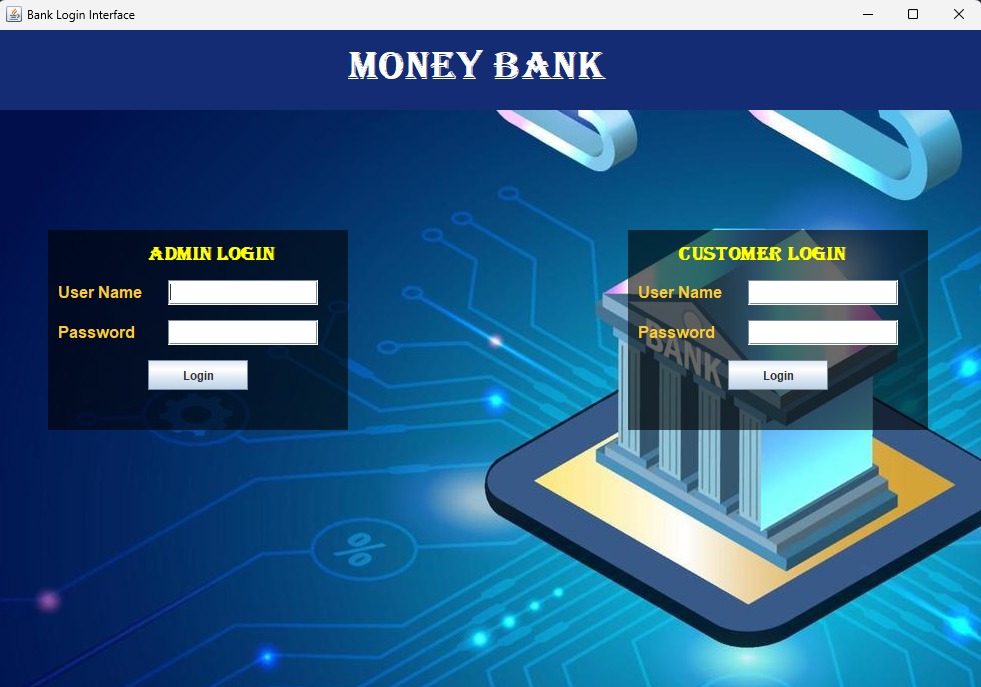 Bank Login Interface
MONEY BANK
ADMIN LOGIN
User Name
Password
Login
CUSTOMER LOGIN
User Name
Password
Login
BANK
%